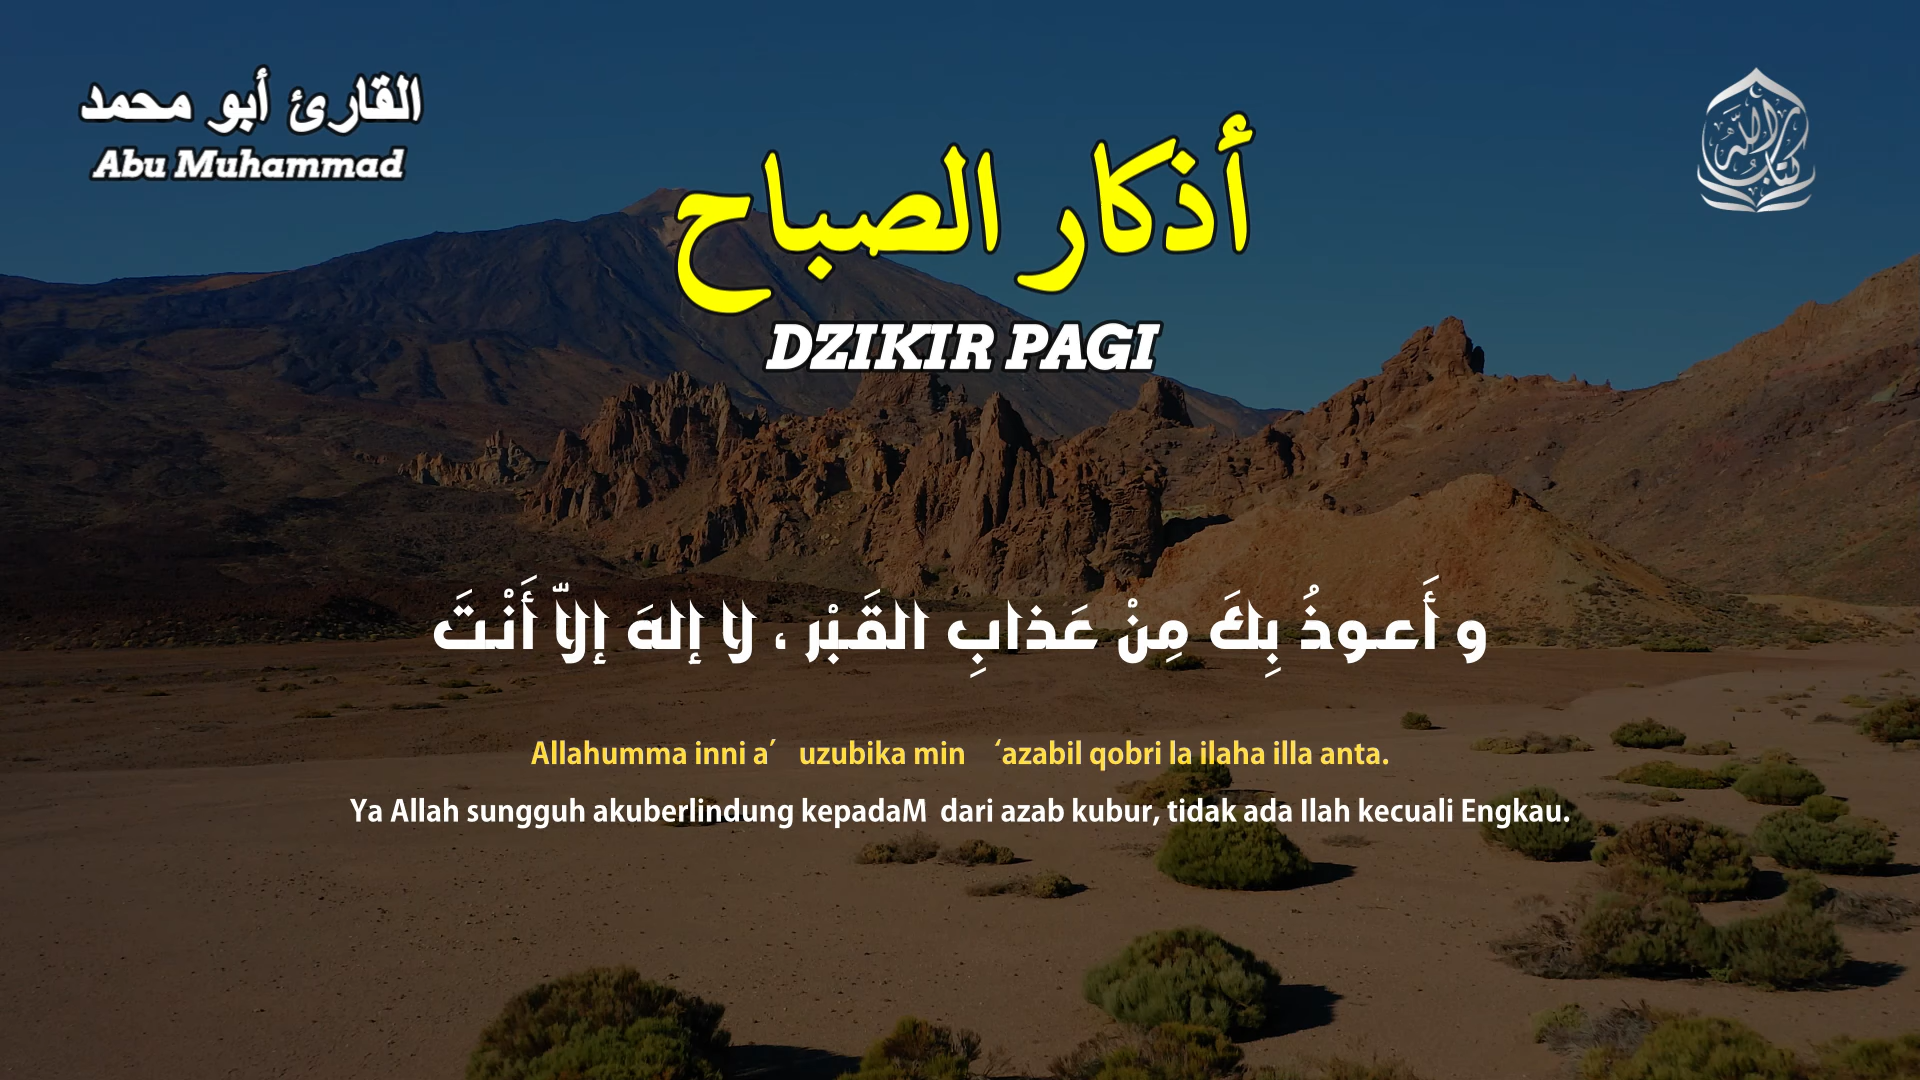 القارئ أبو محمد
Abu Muhammad
أذكار الصباح
DZIKIR PAGI
كتاب الله
و أَعوذُ بِكَ مِنْ عَذابِ القَبْر ، لا إلهَ إلاّ أَنْتَ
Allahumma inni a´ uzubika min ‘azabil qobri la ilaha illa anta.
Ya Allah sungguh akuberlindung kepadaM dari azab kubur, tidak ada Ilah kecuali Engkau.